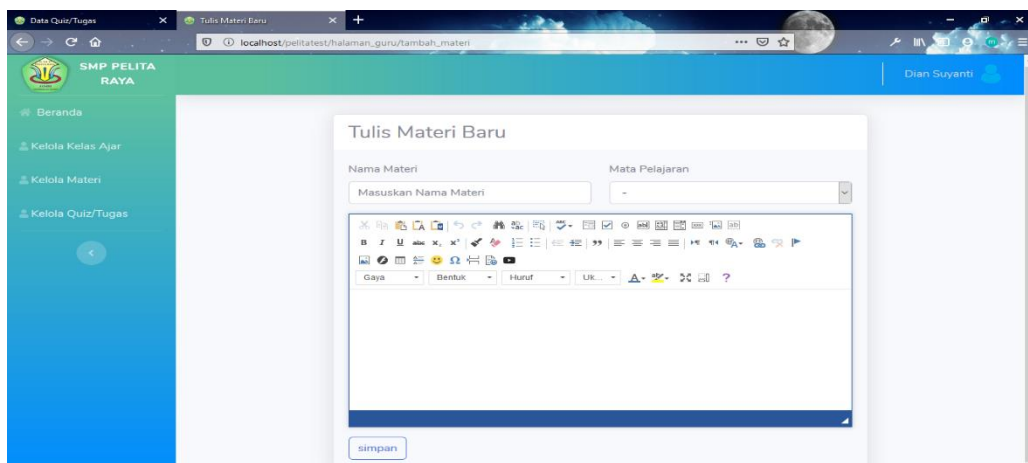 Data Quiz/Tugas
Tulis Materi Baru
localhost/pelitatest/halaman_guru/tambah_materi
SMP PELITA
RAYA
Dian Suyanti
Beranda
Kelola Kelas Ajar
Kelola Materi
Kelola Quiz/Tugas
Tulis Materi Baru
Nama Materi
Mata Pelajaran
Masuskan Nama Materi
-
Gaya
Bentuk
Huruf
Uk...
simpan